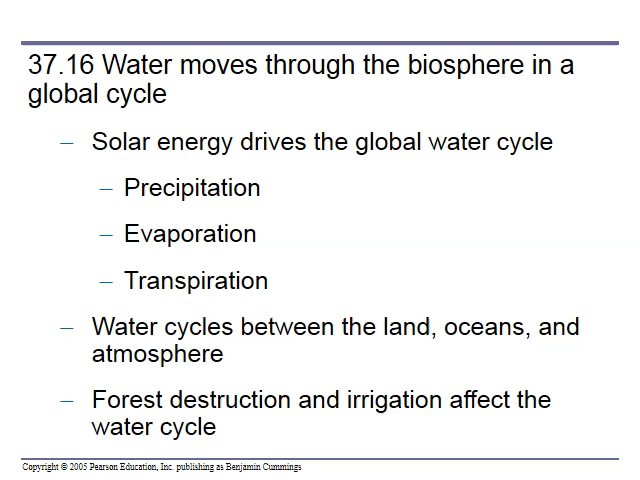 37.16 Water moves through the biosphere in a
global cycle
– Solar energy drives the global water cycle
– Precipitation
– Evaporation
– Transpiration
– Water cycles between the land, oceans, and
atmosphere
– Forest destruction and irrigation affect the
water cycle
Copyright © 2005 Pearson Education, Inc. publishing as Benjamin Cummings